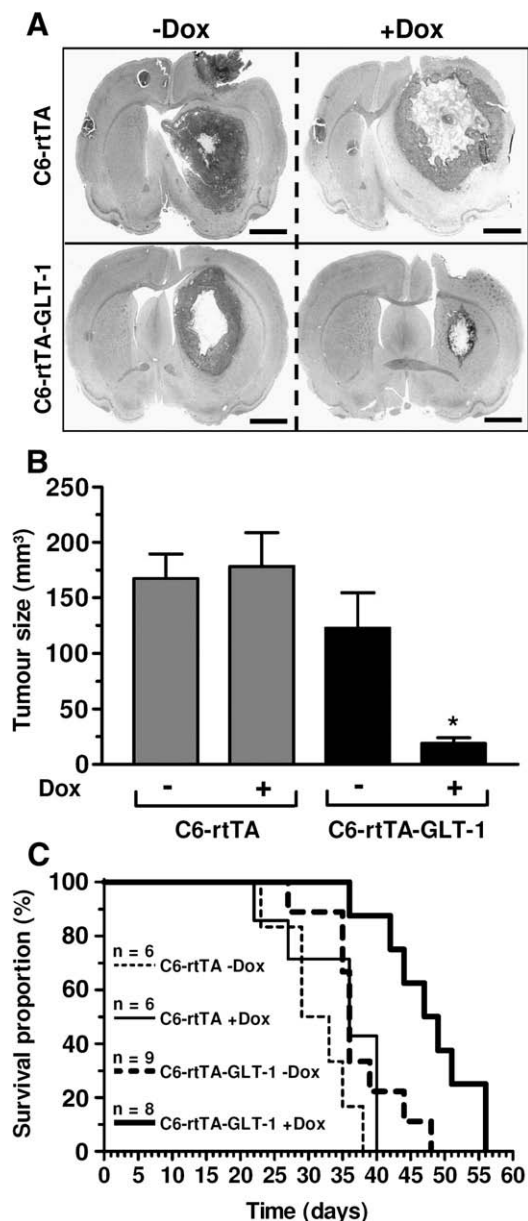 A
-Dox
+Dox
C6-rtTA
C6-rtTA-GLT-1
B
Tumour size (mm³)
250
200
150
100
50
25
0
*
Dox - + - +
C6-rtTA
C6-rtTA-GLT-1
C
Survival proportion (%)
100
80
60
40
20
0
n = 6
C6-rtTA -Dox
n = 6
C6-rtTA +Dox
n = 9
C6-rtTA-GLT-1 -Dox
n = 8
C6-rtTA-GLT-1 +Dox
0 5 10 15 20 25 30 35 40 45 50 55 60
Time (days)